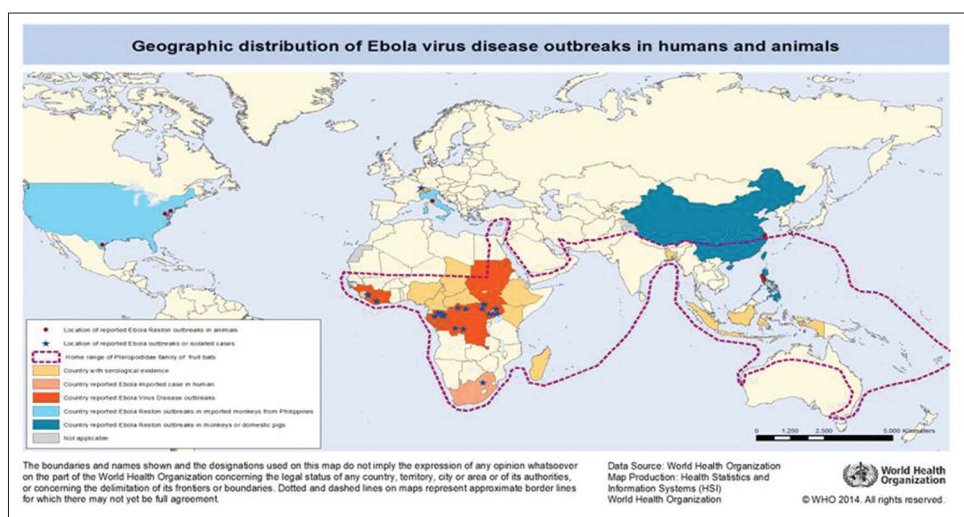 Geographic distribution of Ebola virus disease outbreaks in humans and animals
Location of reported Ebola Reston outbreaks in animals
Location of reported Ebola outbreaks or isolated cases
Home range of Pteropodidae family of fruit bats
Country with serological evidence
Country reported Ebola imported case in human
Country reported Ebola Virus Disease outbreaks
Country reported Ebola Reston outbreaks in imported monkeys from Philippines
Country reported Ebola Reston outbreaks in monkeys or domestic pigs
Not applicable
0 1,250 2,500 5,000 Kilometers
The boundaries and names shown and the designations used on this map do not imply the expression of any opinion whatsoever
on the part of the World Health Organization concerning the legal status of any country, territory, city or area or of its authorities,
or concerning the delimitation of its frontiers or boundaries. Dotted and dashed lines on maps represent approximate border lines
for which there may not yet be full agreement.
Data Source: World Health Organization
Map Production: Health Statistics and
Information Systems (HSI)
World Health Organization
World Health
Organization
© WHO 2014. All rights reserved.